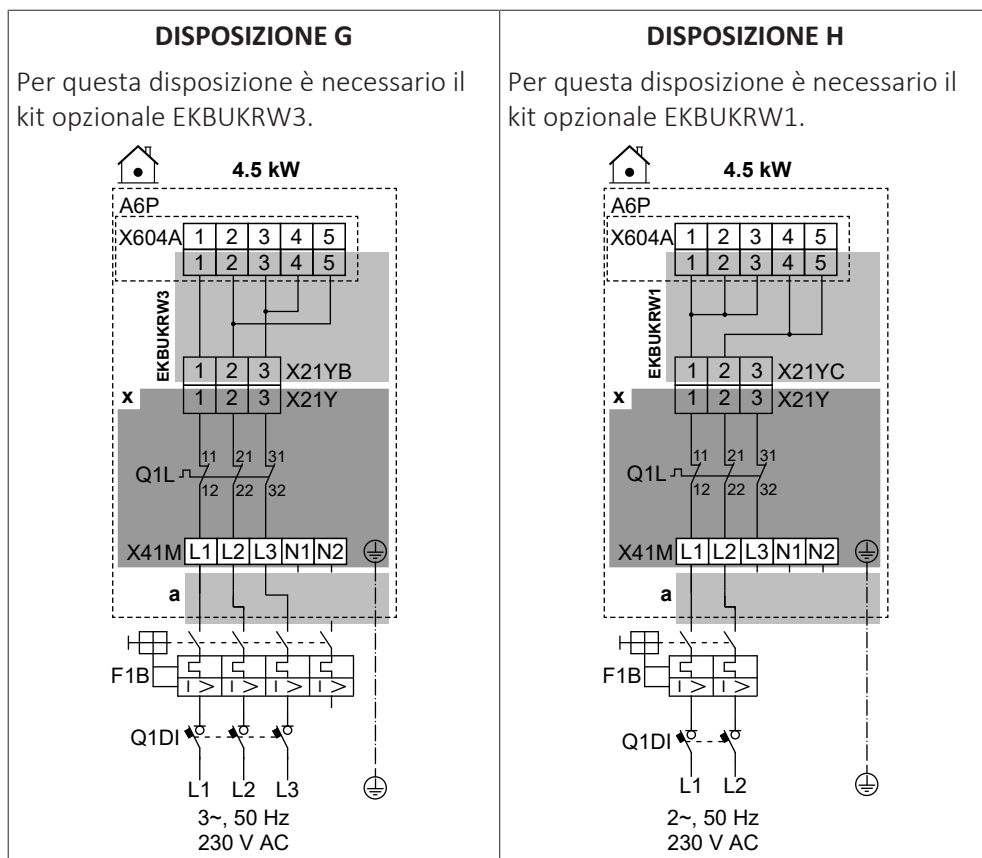 DISPOSIZIONE G
Per questa disposizione è necessario il
kit opzionale EKBUKRW3.
4.5 kW
A6P
X604A 1 2 3 4 5
1 2 3 4 5
EKBUKRW3
1 2 3 X21YB
x
1 2 3 X21Y
11 21 31
Q1L
12 22 32
X41M L1 L2 L3 N1 N2
a
F1B
I > I > I > I >
Q1DI
L1 L2 L3
3~, 50 Hz
230 V AC
DISPOSIZIONE H
Per questa disposizione è necessario il
kit opzionale EKBUKRW1.
4.5 kW
A6P
X604A 1 2 3 4 5
1 2 3 4 5
EKBUKRW1
1 2 3 X21YC
x
1 2 3 X21Y
11 21 31
Q1L
12 22 32
X41M L1 L2 L3 N1 N2
a
F1B
I > I >
Q1DI
L1 L2
2~, 50 Hz
230 V AC